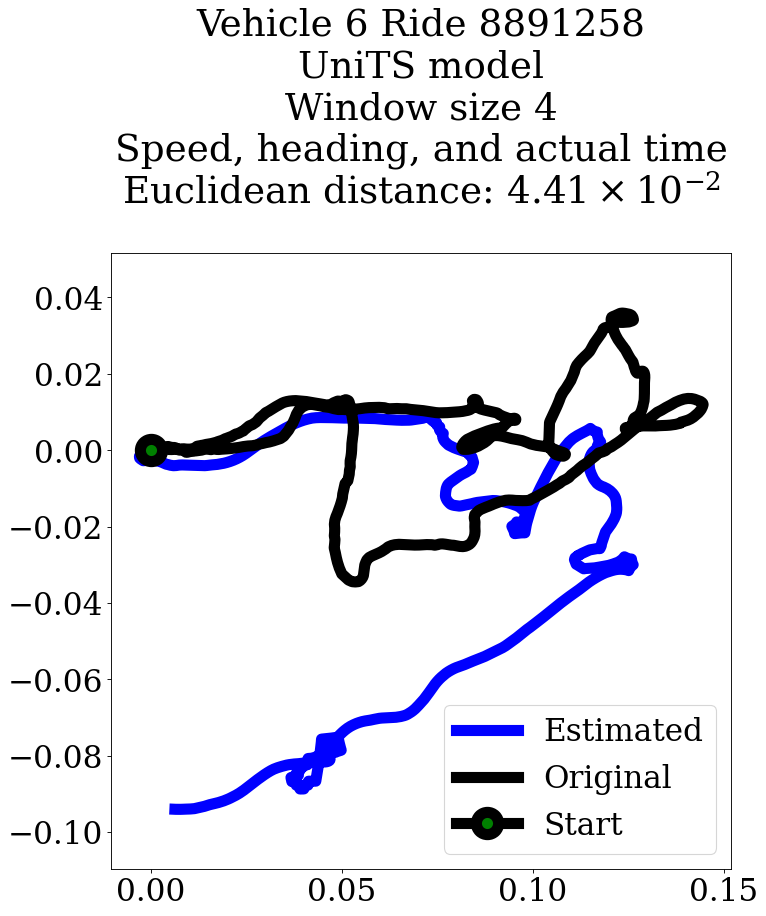 Vehicle 6 Ride 8891258
UniTS model
Window size 4
Speed, heading, and actual time
Euclidean distance: 4.41 × 10⁻²
0.04
0.02
0.00
−0.02
−0.04
−0.06
−0.08
−0.10
Estimated
Original
Start
0.00 0.05 0.10 0.15